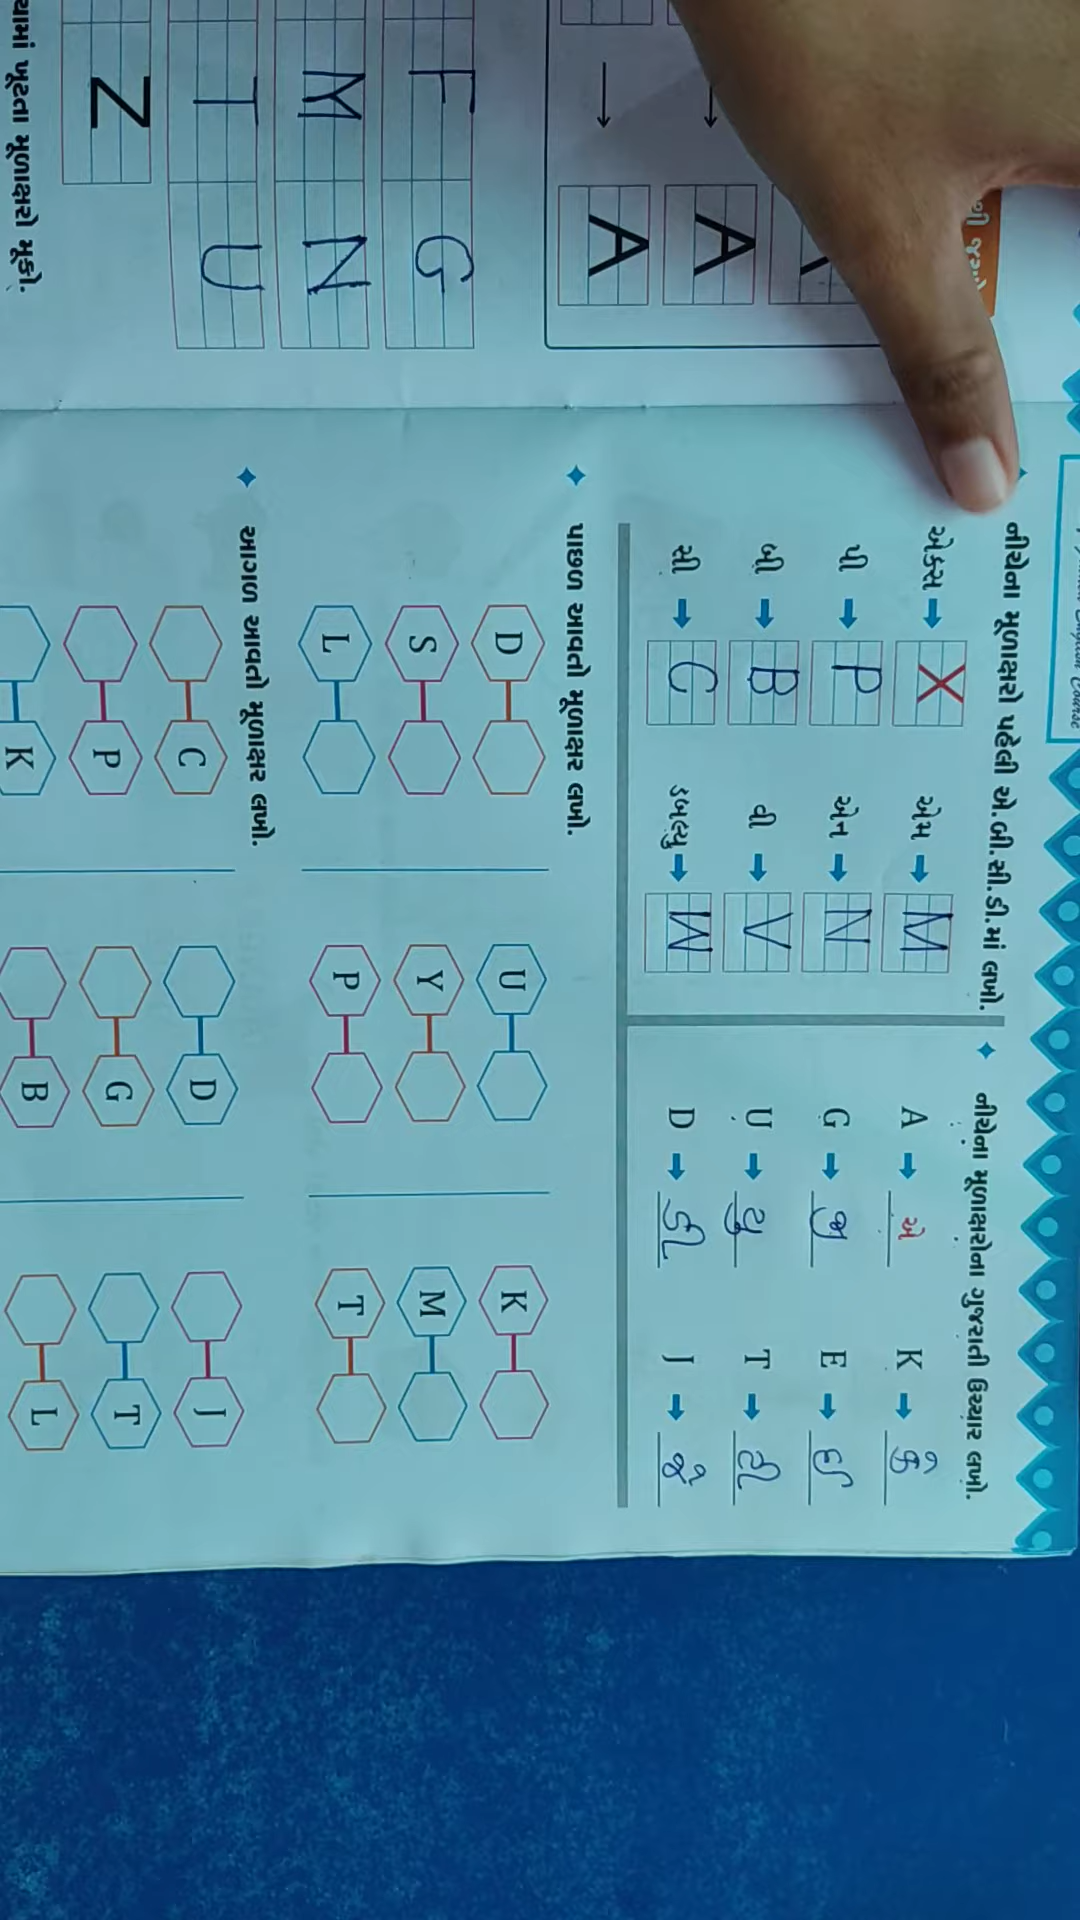 Z
T U
M N
F G
A
A
નીચેના મૂળાક્ષરો પહેલી એ.બી.સી.ડી.માં લખો.
એક્સ X એમ M
પી P એન N
બી B વી V
સી C ડબલ્યુ W
નીચેના મૂળાક્ષરોના ગુજરાતી ઉચ્ચાર લખો.
A એ K કે
G જી E ઈ
U યુ T ટી
D ડી J જે
પાછળ આવતો મૂળાક્ષર લખો.
D U K
S Y M
L P T
આગળ આવતો મૂળાક્ષર લખો.
C D J
P G T
K B L
ખૂટતા મૂળાક્ષરો મૂકો.